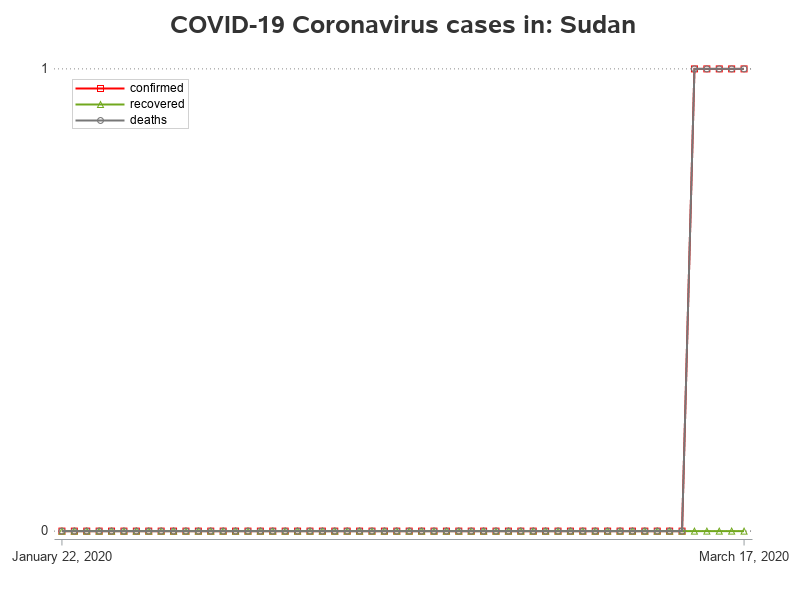 COVID-19 Coronavirus cases in: Sudan
1
confirmed
recovered
deaths
0
January 22, 2020
March 17, 2020